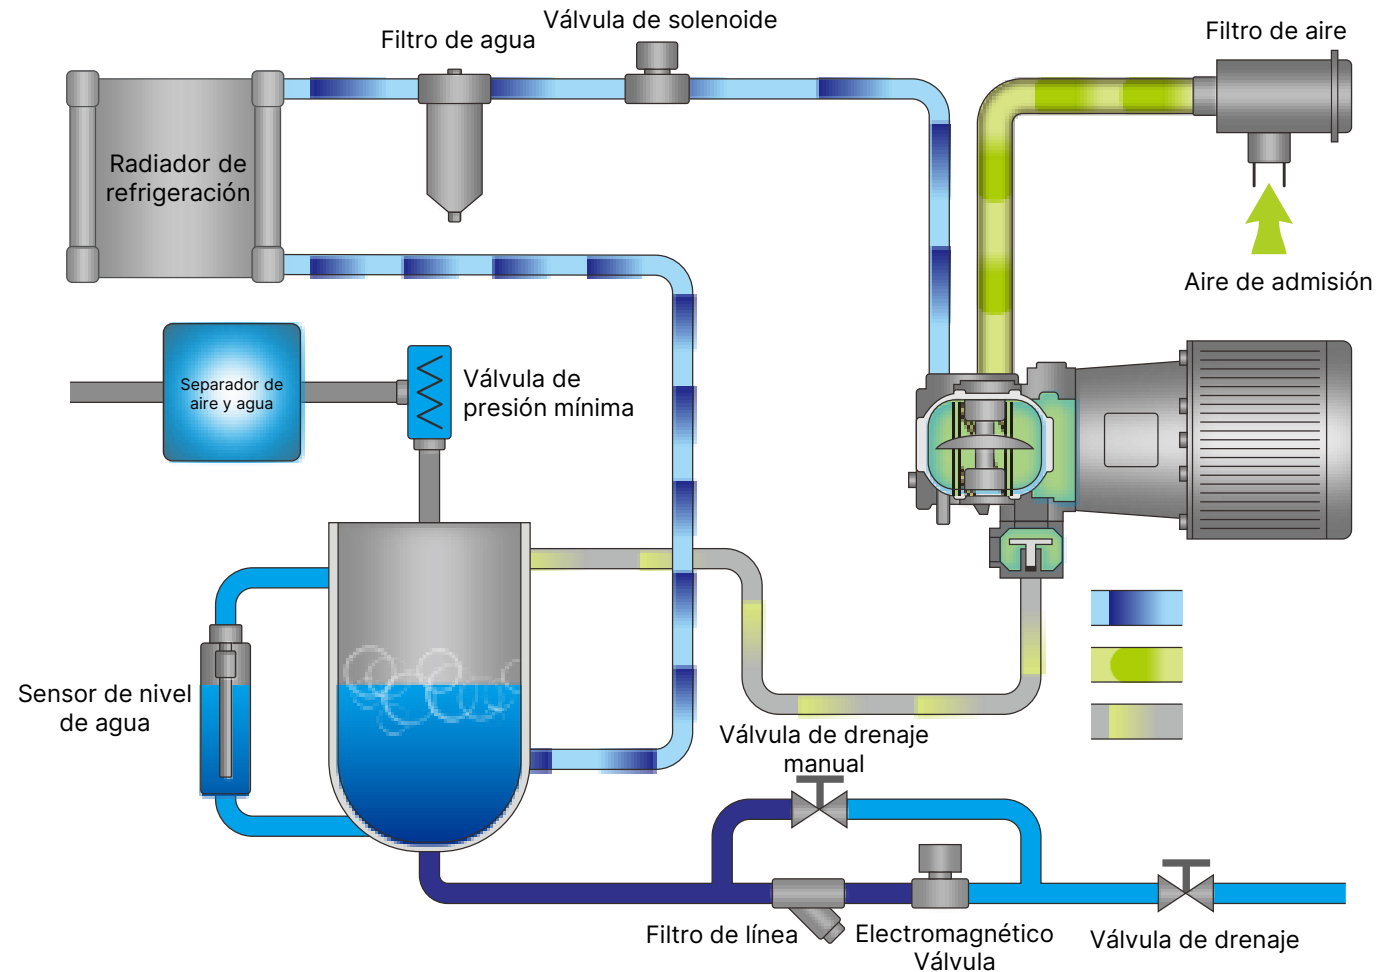 Válvula de solenoide
Filtro de agua
Filtro de aire
Radiador de
refrigeración
Aire de admisión
Separador de
aire y agua
Válvula de
presión mínima
Sensor de nivel
de agua
Válvula de drenaje
manual
Filtro de línea
Electromagnético
Válvula
Válvula de drenaje